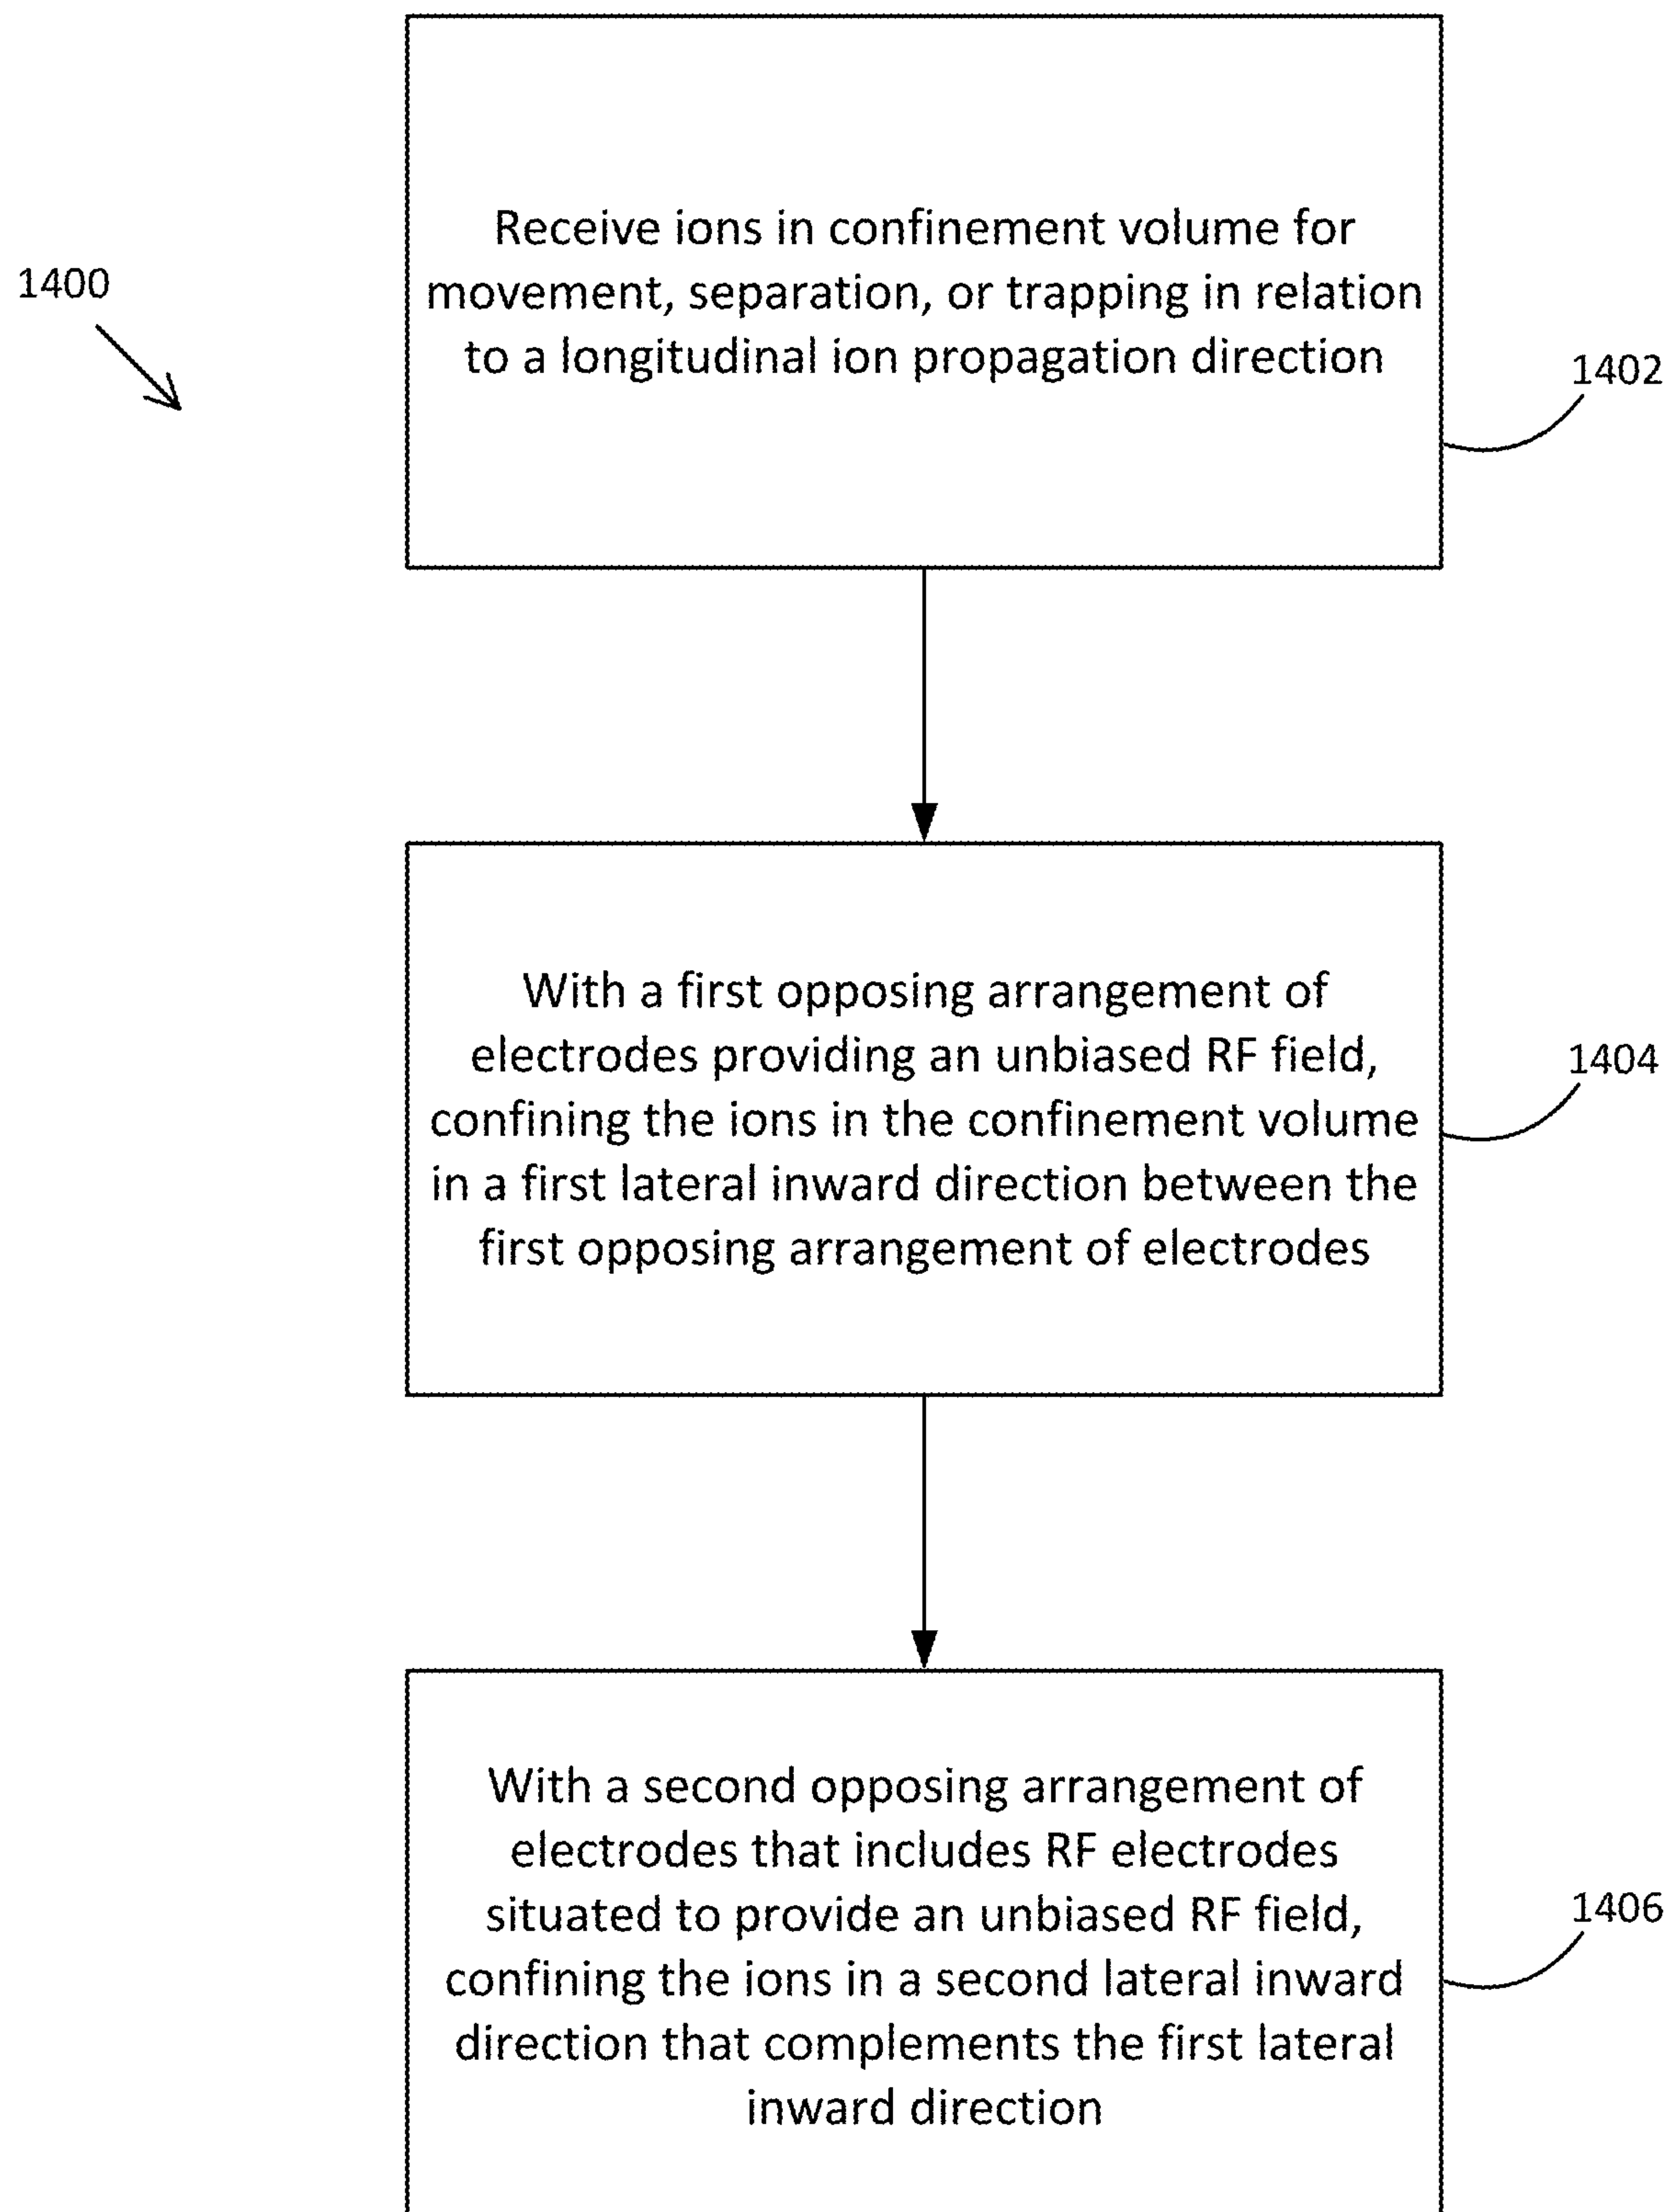 1400
Receive ions in confinement volume for
movement, separation, or trapping in relation
to a longitudinal ion propagation direction
1402
With a first opposing arrangement of
electrodes providing an unbiased RF field,
confining the ions in the confinement volume
in a first lateral inward direction between the
first opposing arrangement of electrodes
1404
With a second opposing arrangement of
electrodes that includes RF electrodes
situated to provide an unbiased RF field,
confining the ions in a second lateral inward
direction that complements the first lateral
inward direction
1406